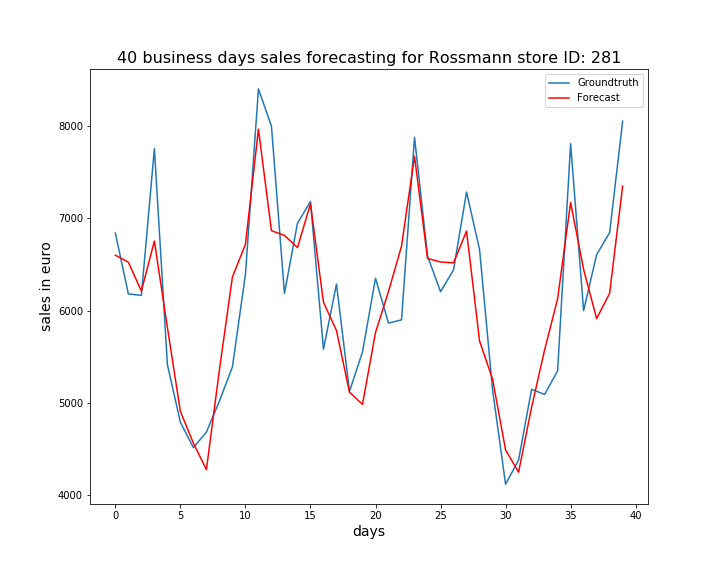 40 business days sales forecasting for Rossmann store ID: 281
Groundtruth
Forecast
8000
7000
6000
5000
4000
sales in euro
0 5 10 15 20 25 30 35 40
days